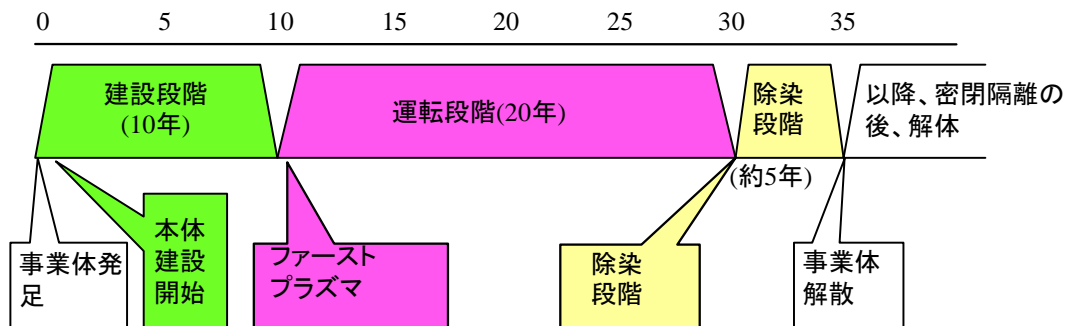 0 5 10 15 20 25 30 35
建設段階
(10年)
運転段階(20年)
除染
段階
以降、密閉隔離の
後、解体
(約5年)
事業体発
足
本体
建設
開始
ファースト
プラズマ
除染
段階
事業体
解散